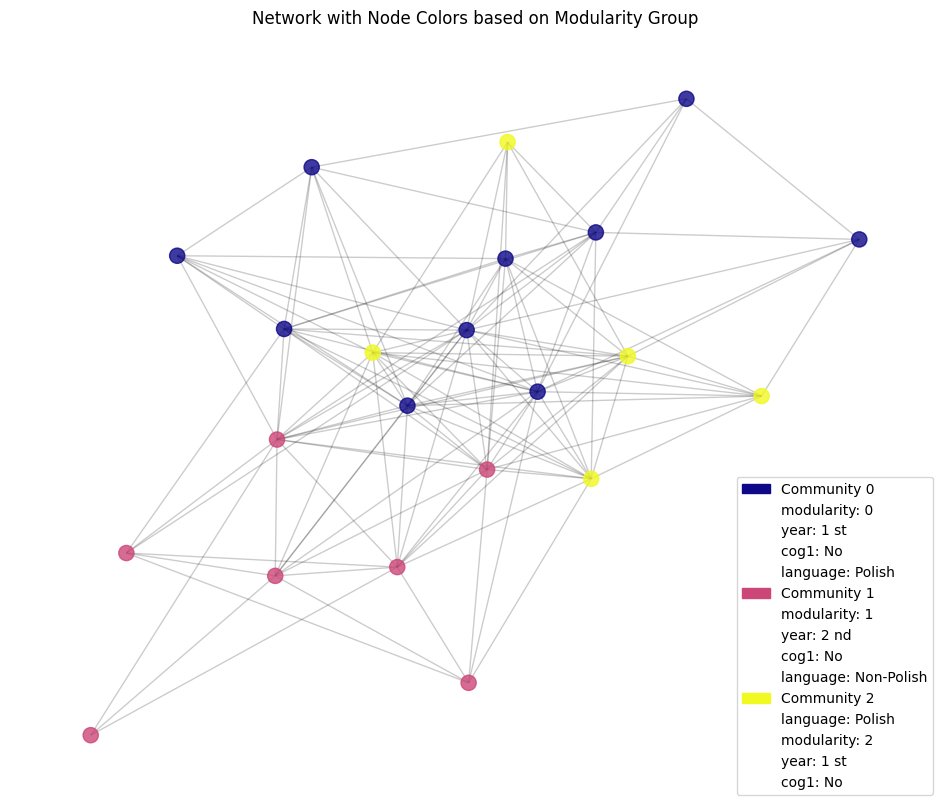 Network with Node Colors based on Modularity Group
Community 0
modularity: 0
year: 1 st
cog1: No
language: Polish
Community 1
modularity: 1
year: 2 nd
cog1: No
language: Non-Polish
Community 2
language: Polish
modularity: 2
year: 1 st
cog1: No